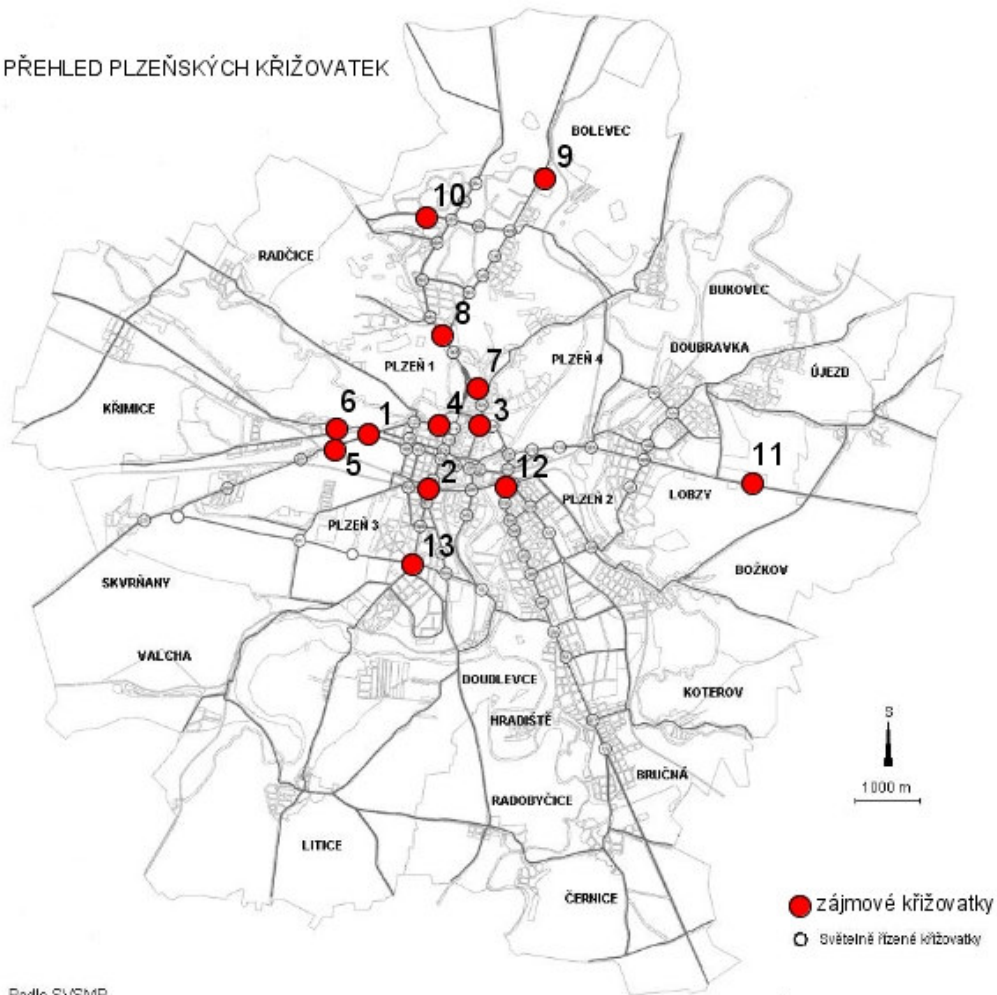 PŘEHLED PLZEŇSKÝCH KŘIŽOVATEK
BOLEVEC
9
10
RADČICE
BUKOVEC
8
DOUBRAVKA
PLZEŇ 1
PLZEŇ 4
7
ÚJEZD
KŘIMICE
6
1
4
3
5
2
12
11
PLZEŇ 2
LOBZY
PLZEŇ 3
13
BOŽKOV
SKVRŇANY
VALCHA
DOUDLEVCE
KOTEROV
HRADIŠTĚ
S
BRUČNÁ
1000 m
RADOBYČICE
LITICE
ČERNICE
zájmové křižovatky
Světelně řízené křižovatky